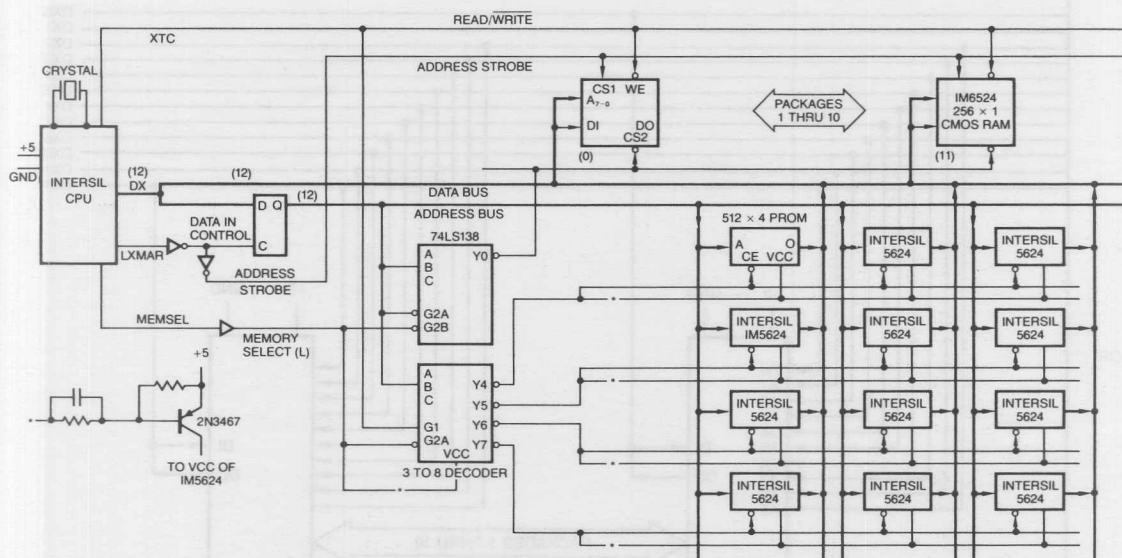 READ/WRITE
XTC
CRYSTAL
ADDRESS STROBE
CS1 WE
A7-0
DI DO
CS2
(0)
PACKAGES
1 THRU 10
IM6524
256 × 1
CMOS RAM
(11)
+5
GND
INTERSIL
CPU
(12)
DX
(12)
(12)
DATA BUS
D Q
C
DATA IN
CONTROL
LXMAR
ADDRESS
STROBE
ADDRESS BUS
74LS138
A
B
C
Y0
G2A
G2B
512 × 4 PROM
A O
CE VCC
INTERSIL
5624
INTERSIL
5624
MEMSEL
MEMORY
SELECT (L)
INTERSIL
IM5624
INTERSIL
5624
INTERSIL
5624
+5
2N3467
TO VCC OF
IM5624
A
B
C
Y4
Y5
Y6
Y7
G1
G2A
VCC
3 TO 8 DECODER
INTERSIL
5624
INTERSIL
5624
INTERSIL
5624
INTERSIL
5624
INTERSIL
5624
INTERSIL
5624